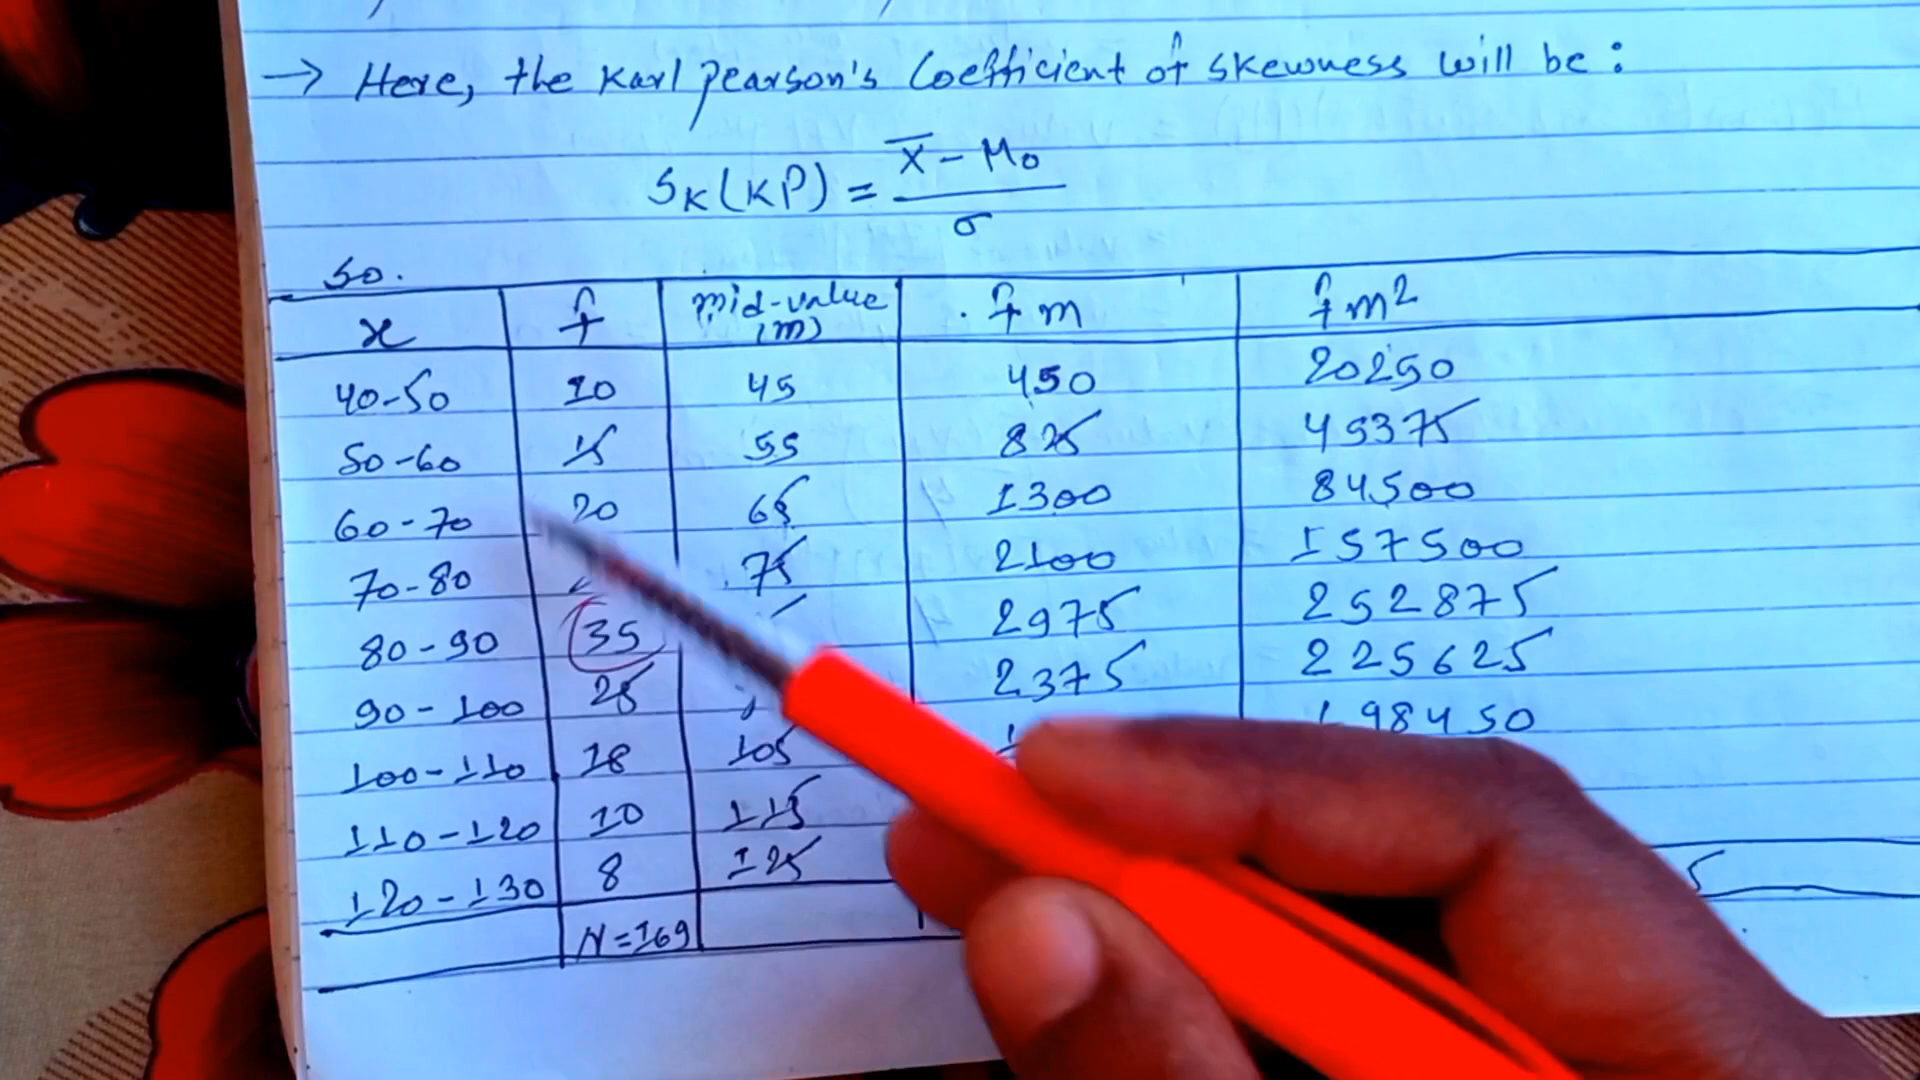 → Here, the Karl Pearson's Coefficient of Skewness will be:
Sk(KP) = X̄ - Mo / σ
So.
x f mid-value (m) fm fm²
40-50 10 45 450 20250
50-60 15 55 825 45375
60-70 20 65 1300 84500
70-80 75 2100 157500
80-90 35 2975 252875
90-100 25 2375 225625
100-110 18 105 198450
110-120 10 115
120-130 8 125
N=169